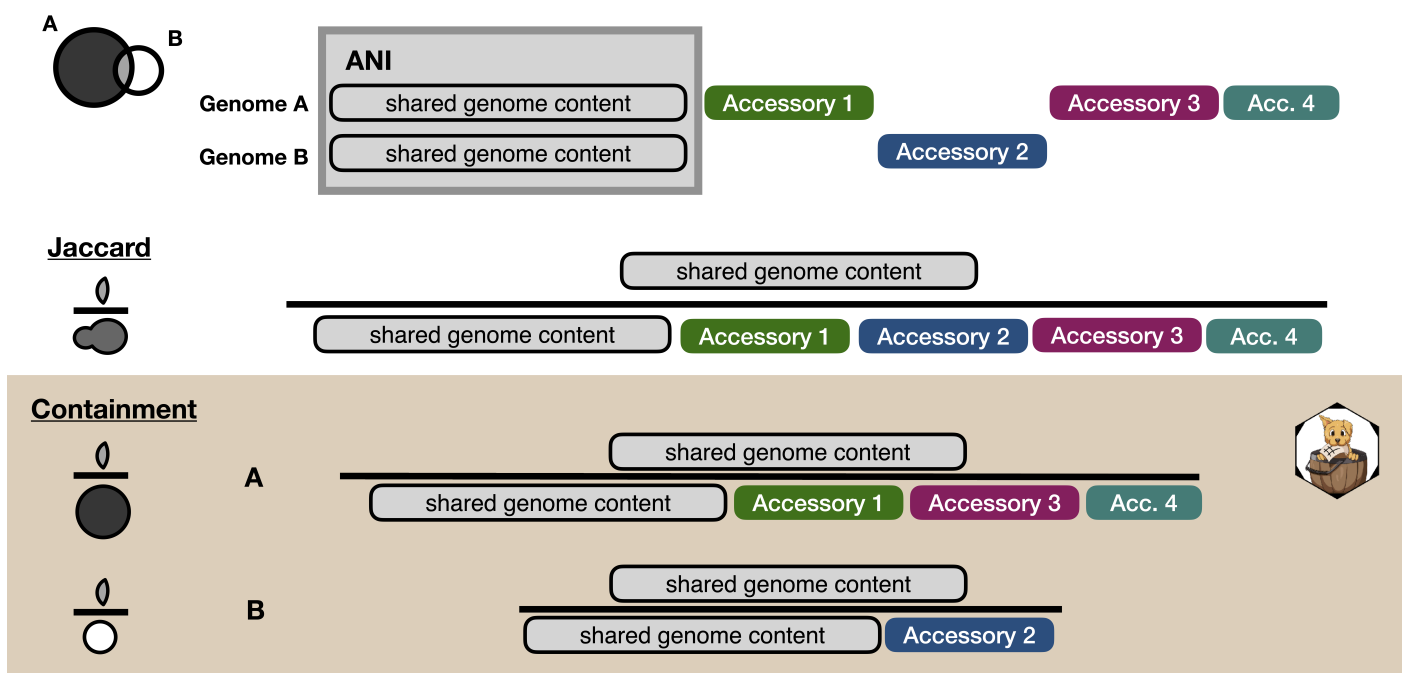 A
B
ANI
Genome A shared genome content Accessory 1 Accessory 3 Acc. 4
Genome B shared genome content Accessory 2
Jaccard
shared genome content
shared genome content Accessory 1 Accessory 2 Accessory 3 Acc. 4
Containment
shared genome content
A
shared genome content Accessory 1 Accessory 3 Acc. 4
shared genome content
B
shared genome content Accessory 2